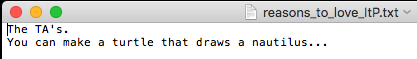 reasons_to_love_ItP.txt
The TA's.
You can make a turtle that draws a nautilus...